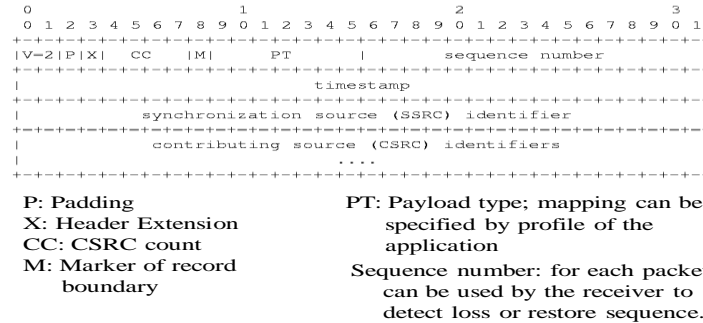 0 1 2 3
0 1 2 3 4 5 6 7 8 9 0 1 2 3 4 5 6 7 8 9 0 1 2 3 4 5 6 7 8 9 0 1
+-+-+-+-+-+-+-+-+-+-+-+-+-+-+-+-+-+-+-+-+-+-+-+-+-+-+-+-+-+-+-+-
|V=2|P|X| CC |M| PT | sequence number
+-+-+-+-+-+-+-+-+-+-+-+-+-+-+-+-+-+-+-+-+-+-+-+-+-+-+-+-+-+-+-+-
| timestamp
+-+-+-+-+-+-+-+-+-+-+-+-+-+-+-+-+-+-+-+-+-+-+-+-+-+-+-+-+-+-+-+-
| synchronization source (SSRC) identifier
+=+=+=+=+=+=+=+=+=+=+=+=+=+=+=+=+=+=+=+=+=+=+=+=+=+=+=+=+=+=+=+=
| contributing source (CSRC) identifiers
| ....
+-+-+-+-+-+-+-+-+-+-+-+-+-+-+-+-+-+-+-+-+-+-+-+-+-+-+-+-+-+-+-+-
P: Padding
X: Header Extension
CC: CSRC count
M: Marker of record
boundary
PT: Payload type; mapping can be
specified by profile of the
application
Sequence number: for each packe
can be used by the receiver to
detect loss or restore sequence.